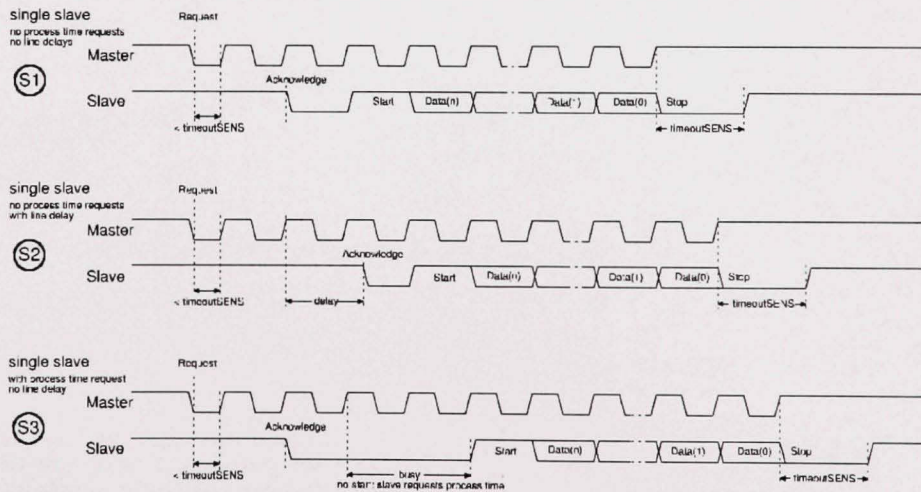 single slave
no process time requests
no line delays
Request
Master
S1
Acknowledge
Slave
Start
Data(n)
Data(1)
Data(0)
Stop
< timeoutSENS
timeoutSENS
single slave
no process time requests
with line delay
Request
Master
S2
Acknowledge
Slave
Start
Data(n)
Data(1)
Data(0)
Stop
< timeoutSENS
delay
timeoutSENS
single slave
with process time request
no line delay
Request
Master
S3
Acknowledge
Slave
Start
Data(n)
Data(1)
Data(0)
Stop
< timeoutSENS
busy
no start: slave requests process time
timeoutSENS